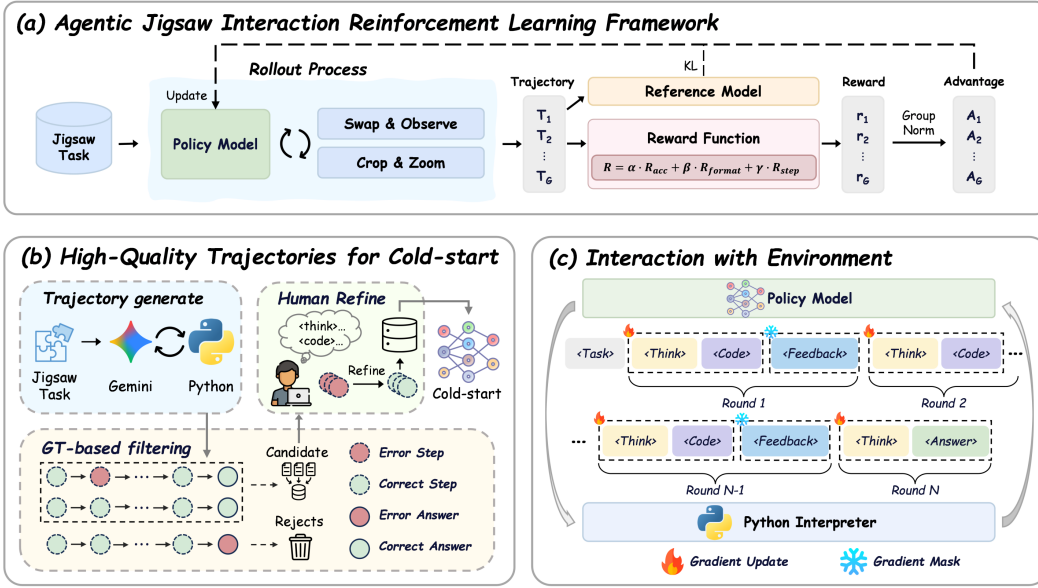 (a) Agentic Jigsaw Interaction Reinforcement Learning Framework
Rollout Process
KL
Trajectory
Reward
Advantage
Update
Jigsaw
Task
Policy Model
Swap & Observe
Crop & Zoom
T1
T2
⋮
TG
Reference Model
Reward Function
R = α · Racc + β · Rformat + γ · Rstep
r1
r2
⋮
rG
Group
Norm
A1
A2
⋮
AG
(b) High-Quality Trajectories for Cold-start
Trajectory generate
Jigsaw
Task
Gemini
Python
Human Refine
<think>...
<code>...
Refine
Cold-start
GT-based filtering
Candidate
Rejects
Error Step
Correct Step
Error Answer
Correct Answer
(c) Interaction with Environment
Policy Model
<Task>
<Think>
<Code>
<Feedback>
<Think>
<Code>
...
Round 1
Round 2
...
<Think>
<Code>
<Feedback>
<Think>
<Answer>
Round N-1
Round N
Python Interpreter
Gradient Update
Gradient Mask